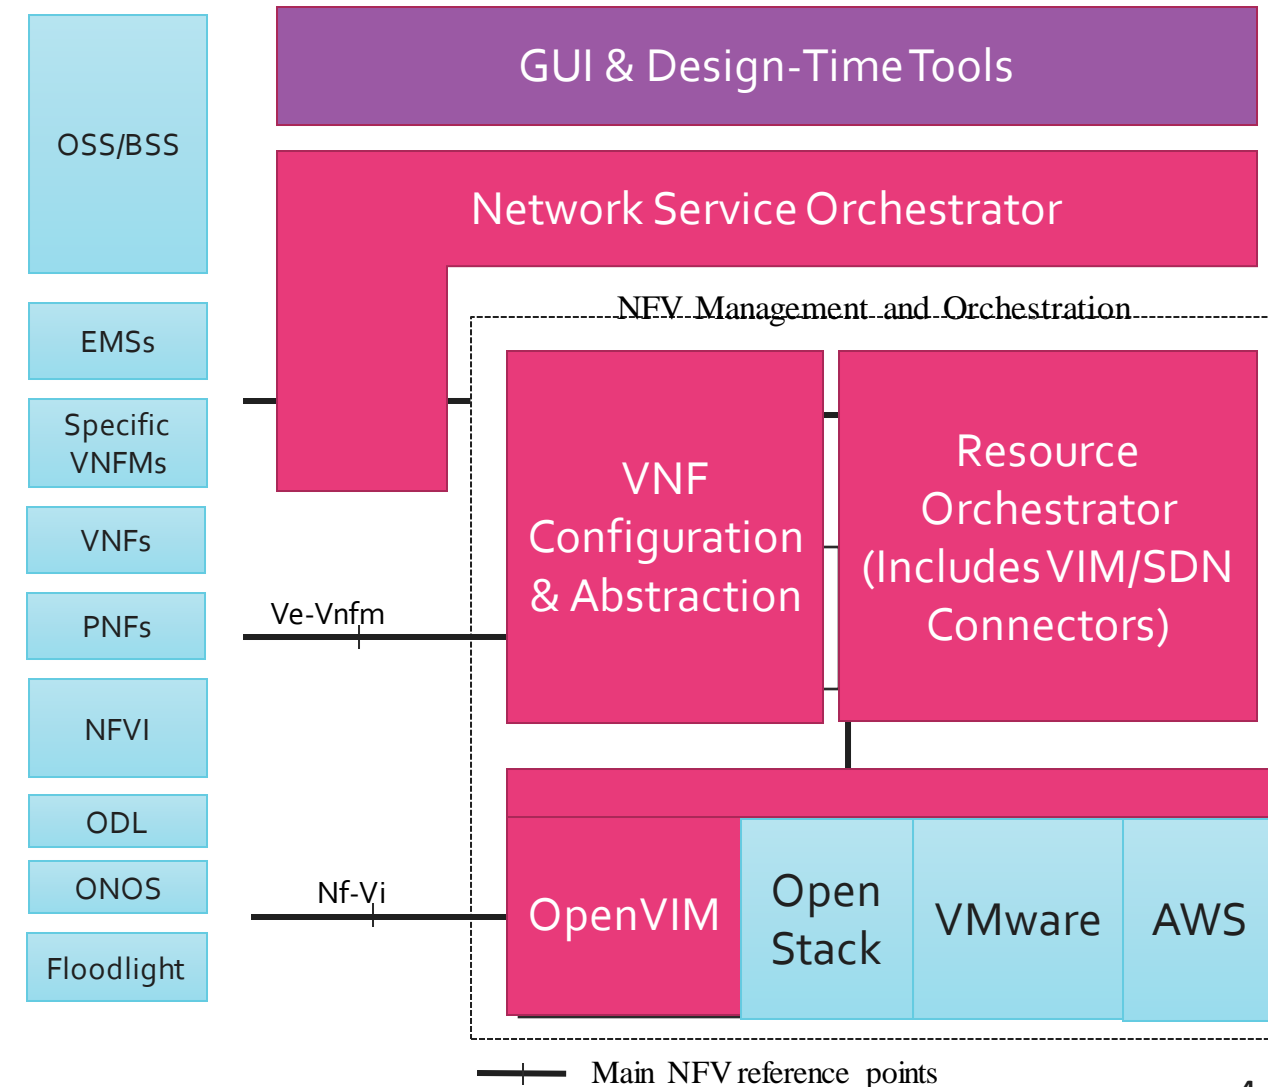 GUI & Design-Time Tools
OSS/BSS
Network Service Orchestrator
NFV Management and Orchestration
EMSs
Specific
VNFMs
VNFs
PNFs
NFVI
ODL
ONOS
Floodlight
Ve-Vnfm
Nf-Vi
VNF
Configuration
& Abstraction
Resource
Orchestrator
(Includes VIM/SDN
Connectors)
OpenVIM
Open
Stack
VMware
AWS
Main NFV reference points